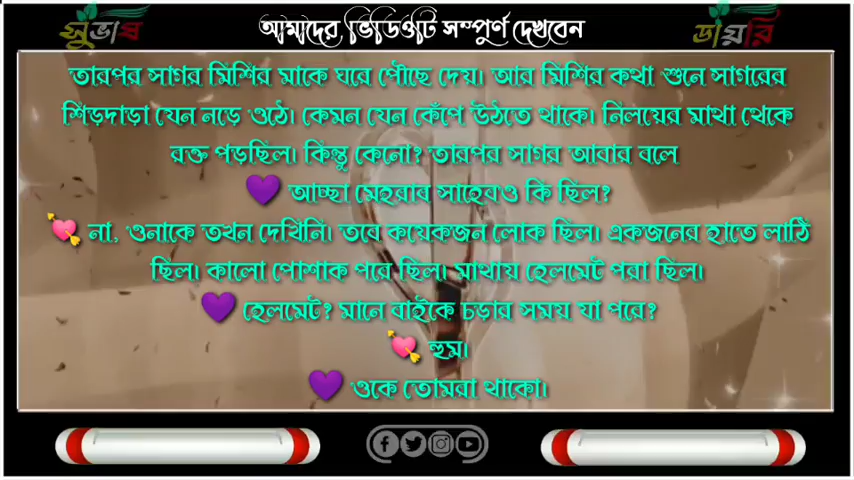 সুভাষ
আমাদের ভিডিওটি সম্পুর্ণ দেখবেন
ডায়রি
তারপর সাগর মিশির মাকে ঘরে পৌছে দেয়। আর মিশির কথা শুনে সাগরের
শিড়দাড়া যেন নড়ে ওঠে। কেমন যেন কেঁপে উঠতে থাকে। নিলয়ের মাথা থেকে
রক্ত পড়ছিল। কিন্তু কেনো? তারপর সাগর আবার বলে
💜 আচ্ছা মেহরাব সাহেবও কি ছিল?
💘 না, ওনাকে তখন দেখিনি। তবে কয়েকজন লোক ছিল। একজনের হাতে লাঠি
ছিল। কালো পোশাক পরে ছিল। মাথায় হেলমেট পরা ছিল।
💜 হেলমেট? মানে বাইকে চড়ার সময় যা পরে?
💘 হুম।
💜 ওকে তোমরা থাকো।